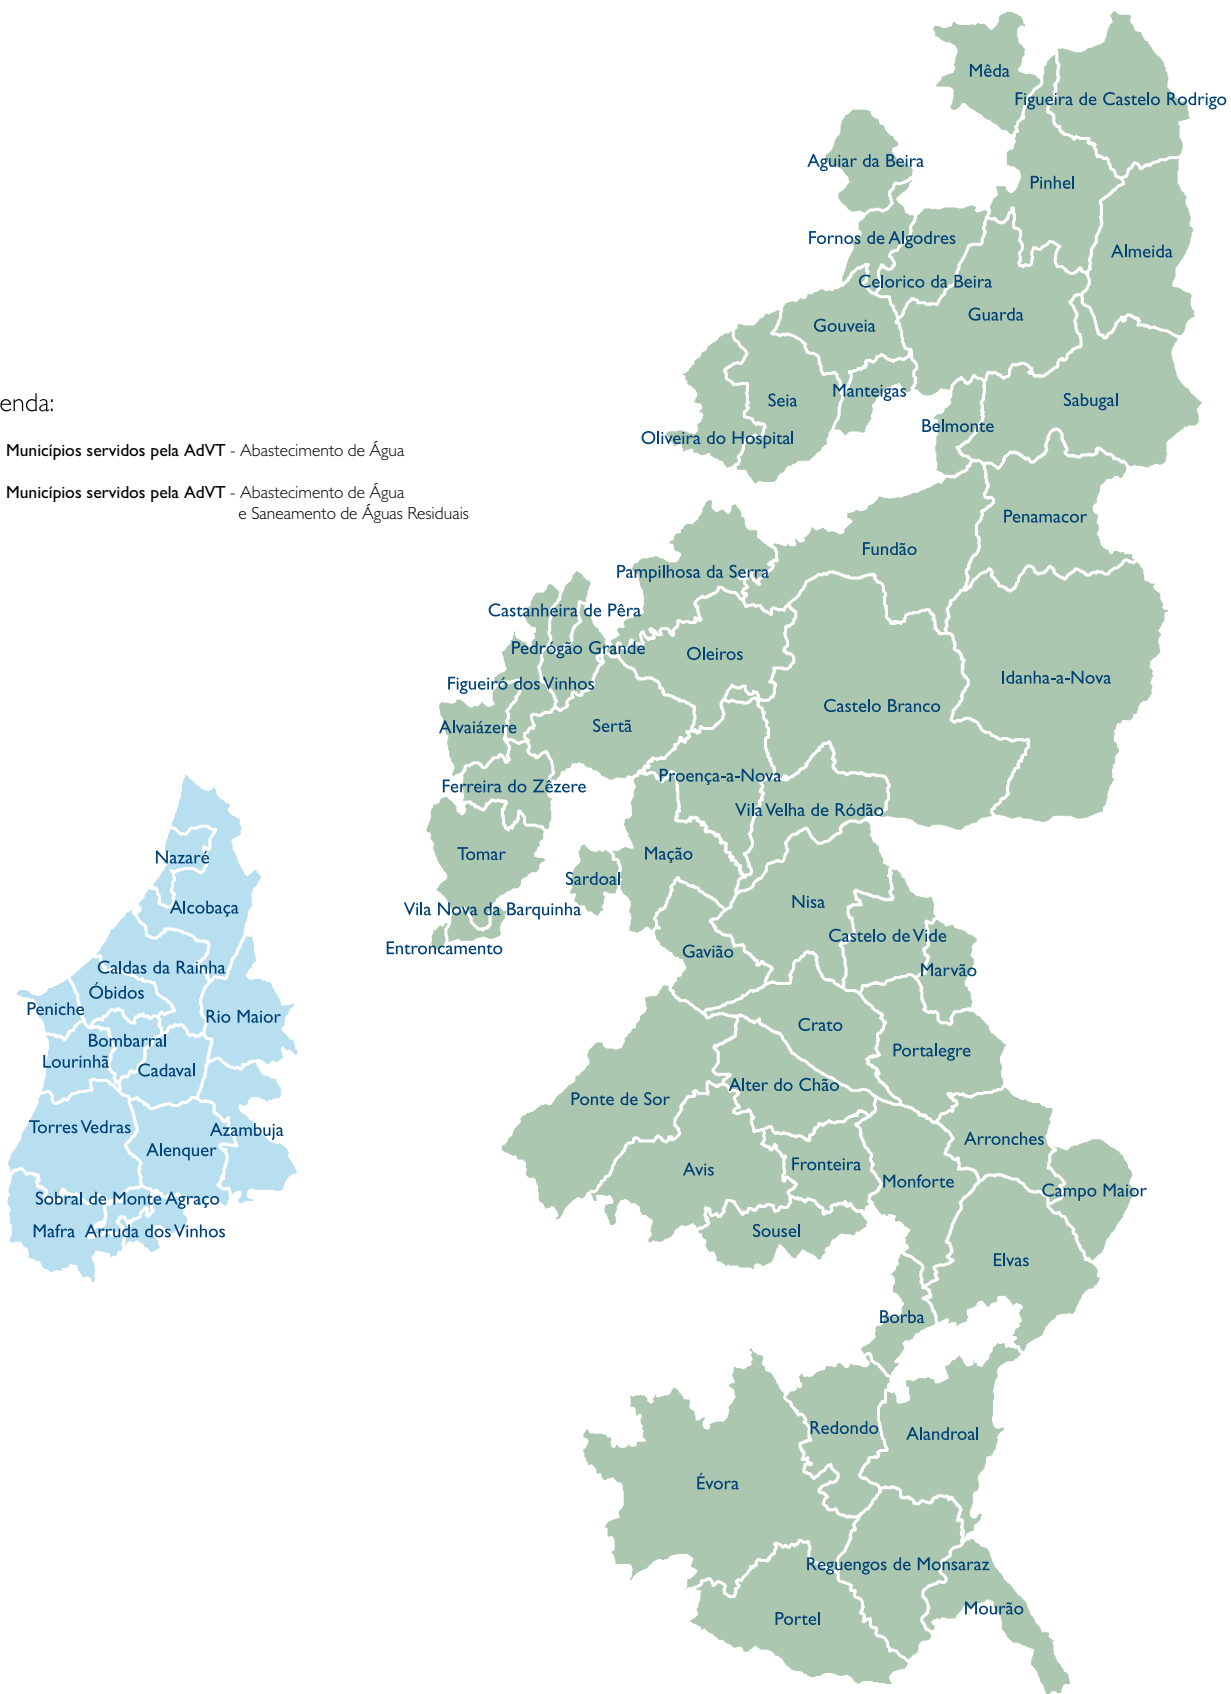 Mêda
Figueira de Castelo Rodrigo
Aguiar da Beira
Pinhel
Fornos de Algodres
Almeida
Celorico da Beira
Guarda
Gouveia
Manteigas
Seia
Sabugal
enda:
Belmonte
Oliveira do Hospital
Municípios servidos pela AdVT - Abastecimento de Água
Municípios servidos pela AdVT - Abastecimento de Água
e Saneamento de Águas Residuais
Penamacor
Fundão
Pampilhosa da Serra
Castanheira de Pêra
Pedrógão Grande
Oleiros
Idanha-a-Nova
Figueiró dos Vinhos
Castelo Branco
Alvaiázere
Sertã
Proença-a-Nova
Ferreira do Zêzere
Vila Velha de Ródão
Tomar
Mação
Nazaré
Sardoal
Nisa
Alcobaça
Vila Nova da Barquinha
Castelo de Vide
Entroncamento
Gavião
Marvão
Caldas da Rainha
Óbidos
Peniche
Rio Maior
Crato
Bombarral
Portalegre
Lourinhã
Cadaval
Alter do Chão
Ponte de Sor
Torres Vedras
Azambuja
Alenquer
Arronches
Avis
Fronteira
Monforte
Campo Maior
Sobral de Monte Agraço
Mafra
Arruda dos Vinhos
Sousel
Elvas
Borba
Redondo
Alandroal
Évora
Reguengos de Monsaraz
Mourão
Portel